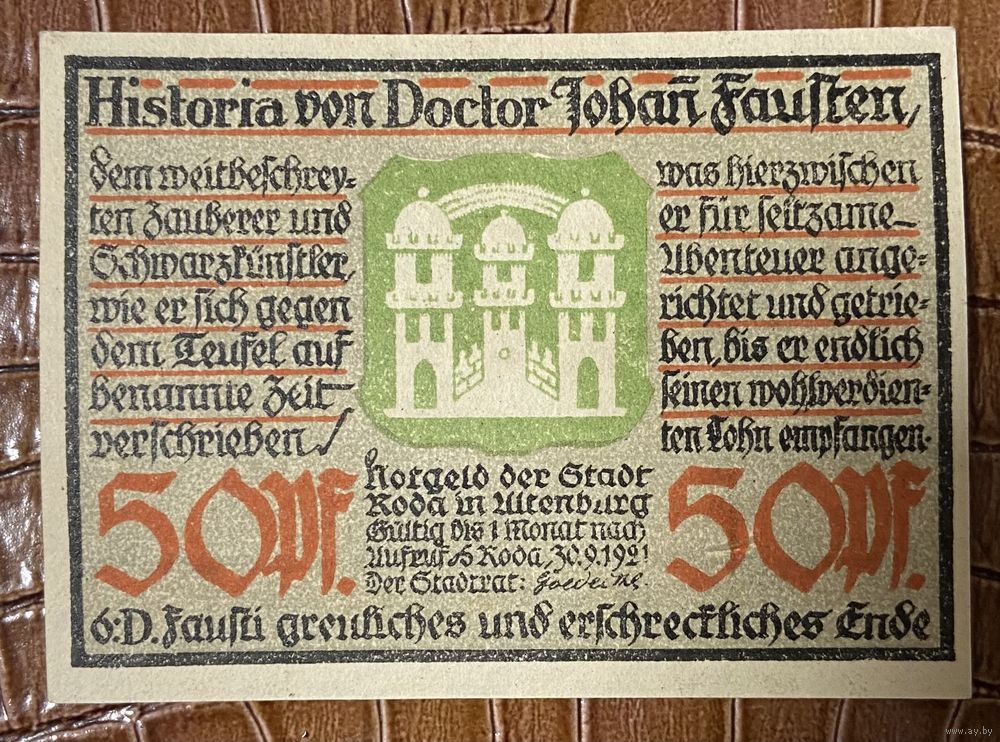 Historia von Doctor Johañ Fausten,
dem weitbeschrey-
ten Zauberer und
Schwarzkünstler,
wie er sich gegen
dem Teufel auf
benannte Zeit
verschrieben /
was hierzwischen
er für seltzame
Abenteuer ange-
richtet und getrie-
ben, bis er endlich
seinen wohlverdien-
ten Lohn empfangen.
50 Pf.
Notgeld der Stadt
Roda in Altenburg
Gültig bis 1 Monat nach
Aufruf Roda, 30.9.1921
Der Stadtrat:
50 Pf.
6: D. Fausti greuliches und erschreckliches Ende
www.ay.by